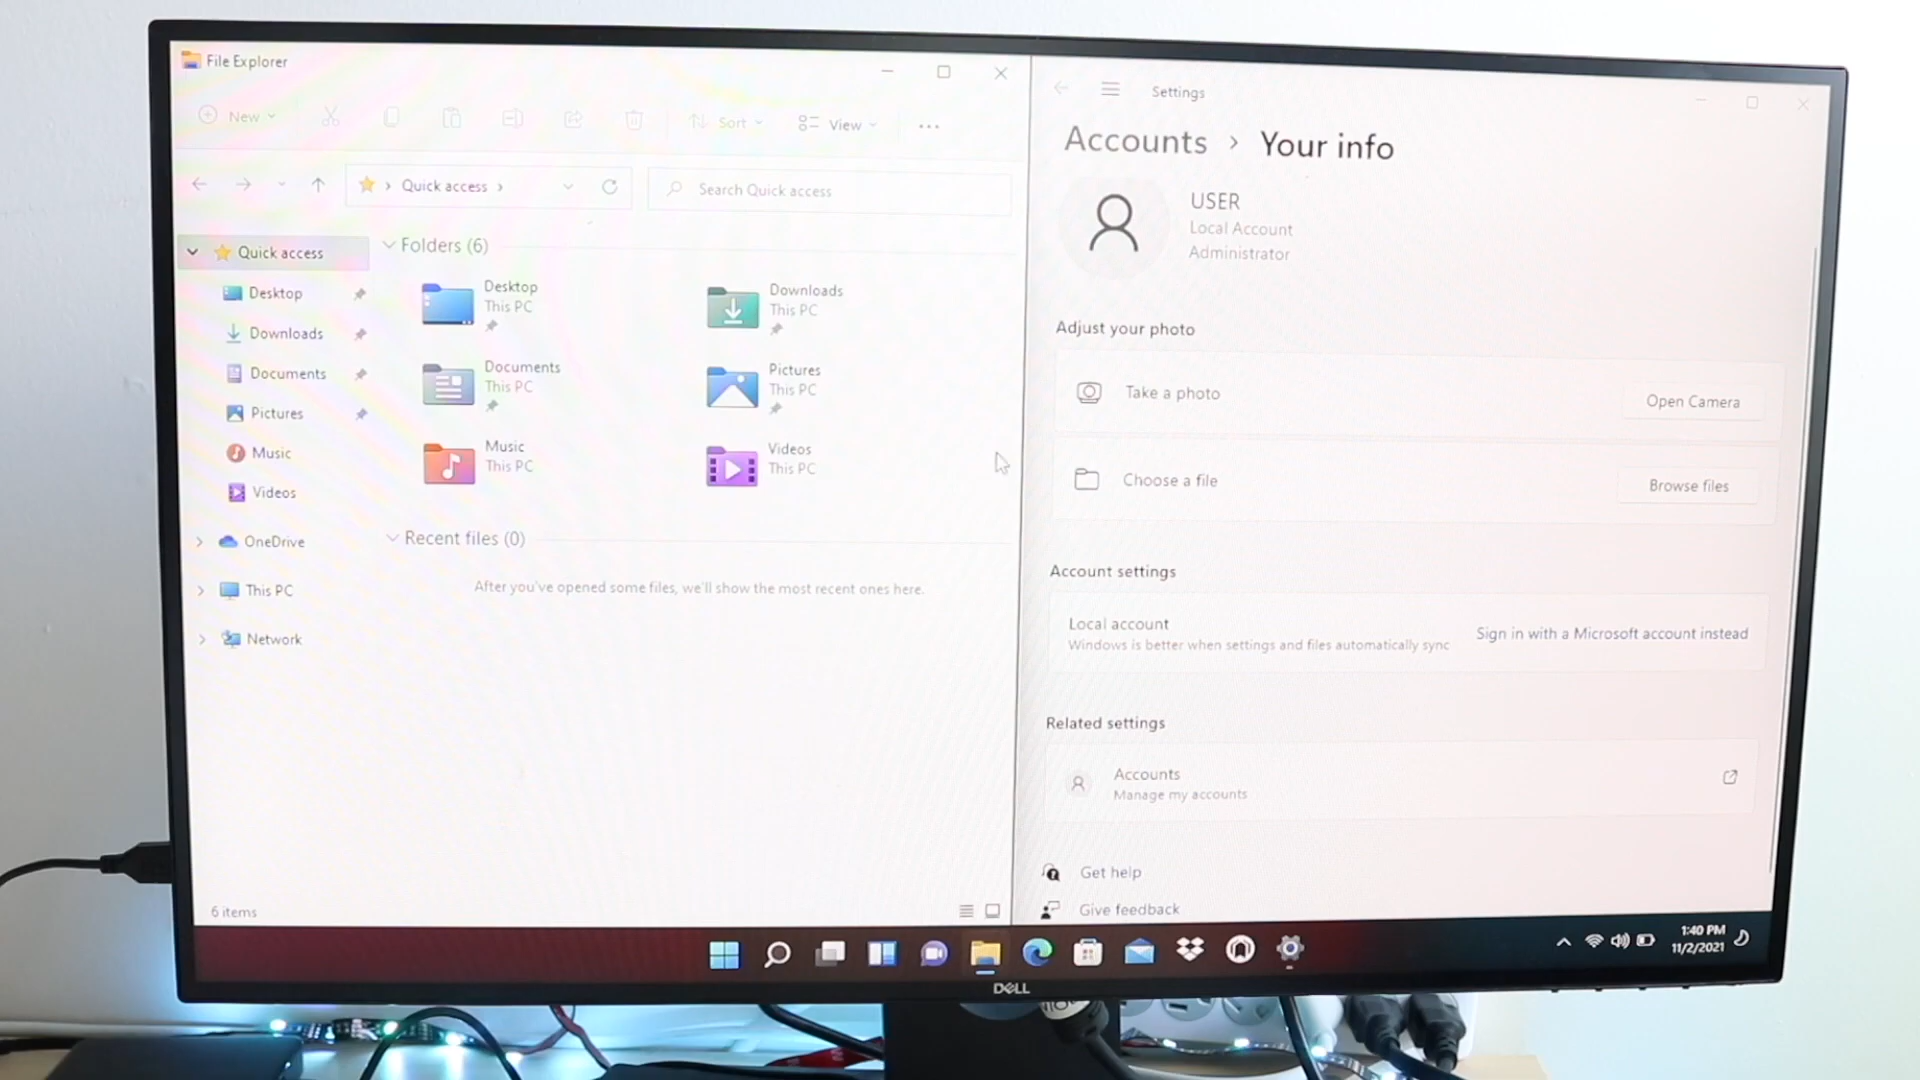 File Explorer
New
Sort
View
Quick access
Search Quick access
Quick access
Desktop
Downloads
Documents
Pictures
Music
Videos
OneDrive
This PC
Network
Folders (6)
Desktop
This PC
Downloads
This PC
Documents
This PC
Pictures
This PC
Music
This PC
Videos
This PC
Recent files (0)
After you've opened some files, we'll show the most recent ones here.
6 items
Settings
Accounts > Your info
USER
Local Account
Administrator
Adjust your photo
Take a photo
Open Camera
Choose a file
Browse files
Account settings
Local account
Windows is better when settings and files automatically sync
Sign in with a Microsoft account instead
Related settings
Accounts
Manage my accounts
Get help
Give feedback
1:40 PM
11/2/2021
DELL